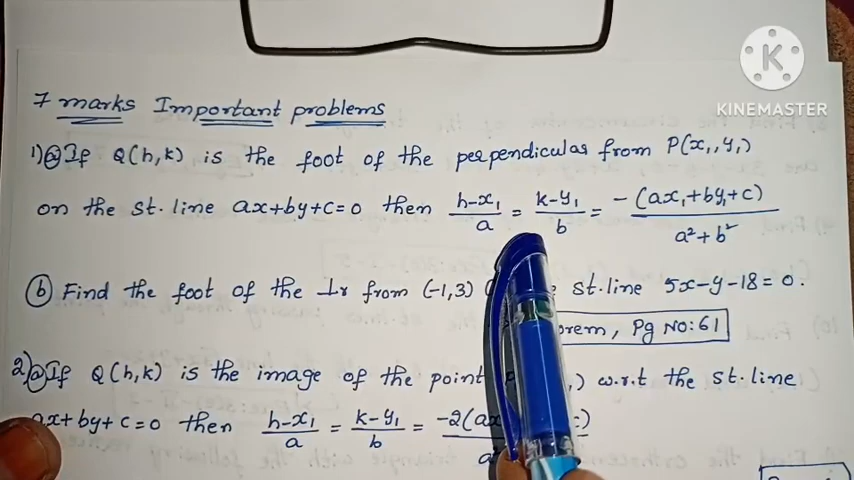 KINEMASTER
7 marks Important problems
1) ⓐ If Q(h,k) is the foot of the perpendicular from P(x₁,y₁)
on the st.line ax+by+c=0 then h-x₁/a = k-y₁/b = -(ax₁+by₁+c)/a²+b²
ⓑ Find the foot of the ⊥r from (-1,3) st.line 5x-y-18=0.
Pg No:61
2) ⓐ If Q(h,k) is the image of the point w.r.t the st.line
ax+by+c=0 then h-x₁/a = k-y₁/b =